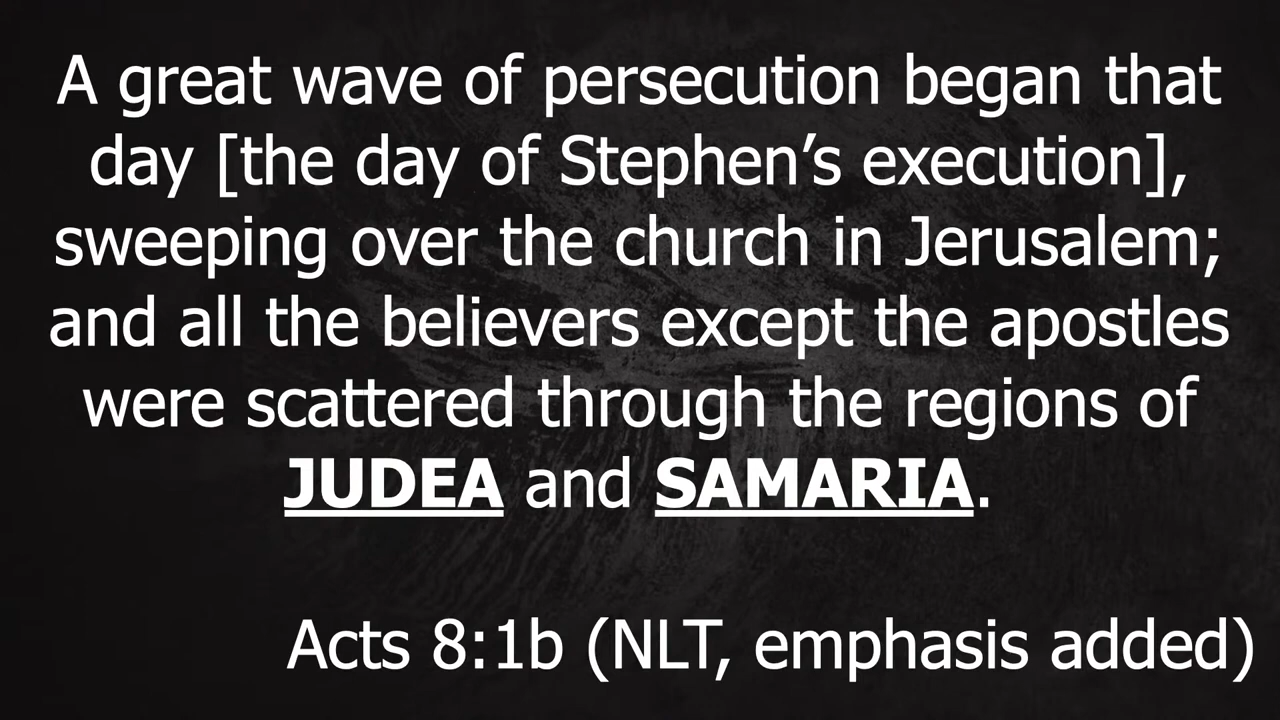 A great wave of persecution began that
day [the day of Stephen’s execution],
sweeping over the church in Jerusalem;
and all the believers except the apostles
were scattered through the regions of
JUDEA and SAMARIA.
Acts 8:1b (NLT, emphasis added)